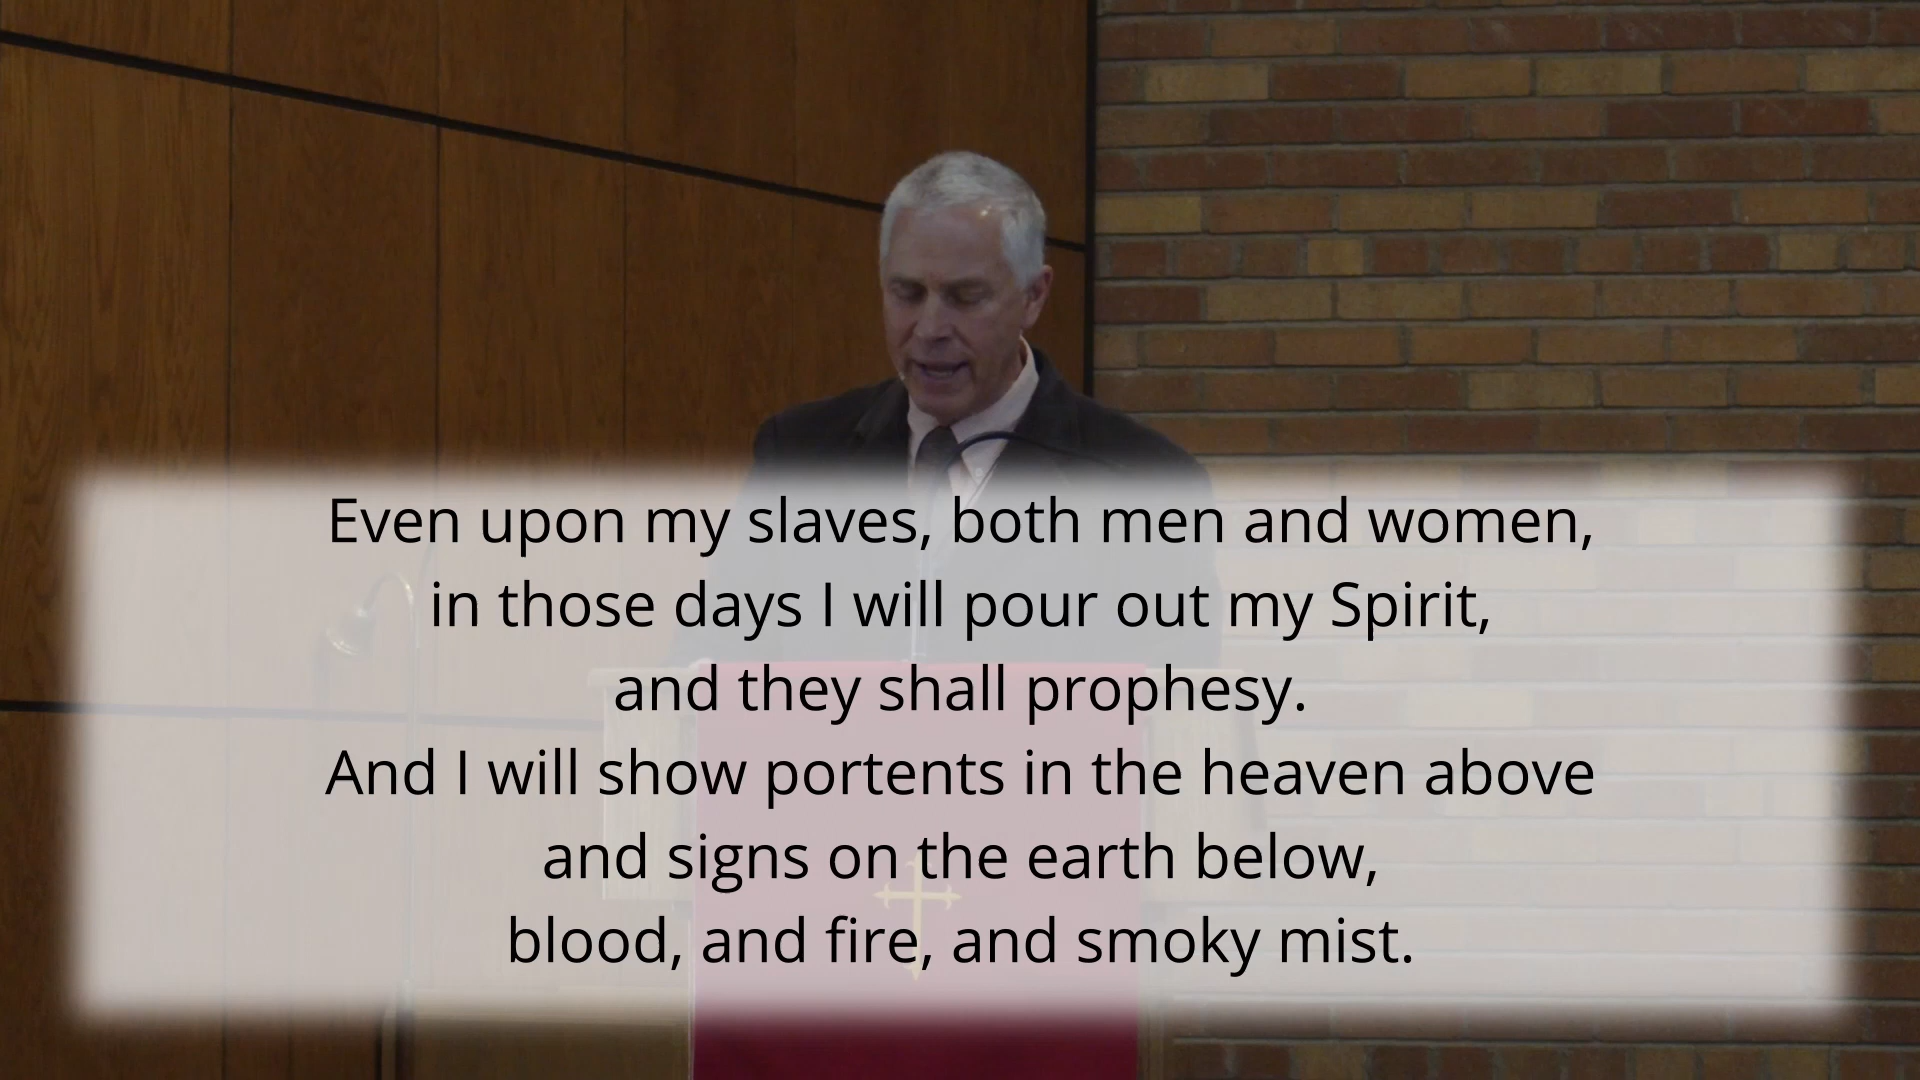 Even upon my slaves, both men and women,
in those days I will pour out my Spirit,
and they shall prophesy.
And I will show portents in the heaven above
and signs on the earth below,
blood, and fire, and smoky mist.